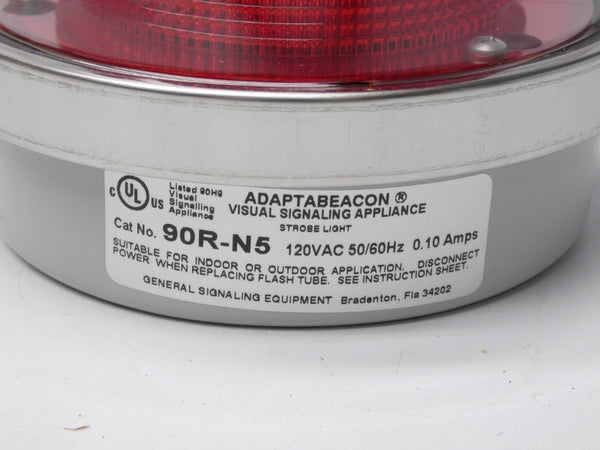 C UL US
Listed 90H9
Visual
Signalling
Appliance
ADAPTABEACON ®
VISUAL SIGNALING APPLIANCE
STROBE LIGHT
Cat No. 90R-N5 120VAC 50/60Hz 0.10 Amps
SUITABLE FOR INDOOR OR OUTDOOR APPLICATION. DISCONNECT
POWER WHEN REPLACING FLASH TUBE. SEE INSTRUCTION SHEET.
GENERAL SIGNALING EQUIPMENT Bradenton, Fla 34202